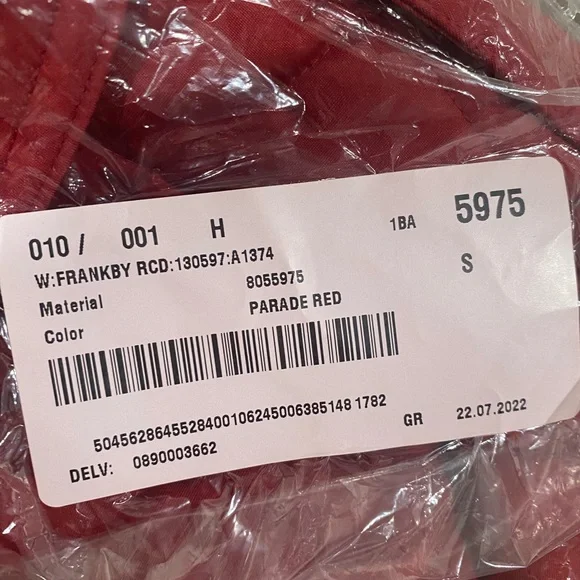 010 / 001 H 1BA 5975
W:FRANKBY RCD:130597:A1374 S
Material 8055975
Color PARADE RED
5045628645528400106245006385148 1782
DELV: 0890003662 GR 22.07.2022